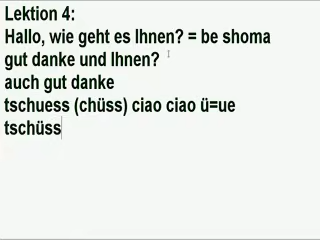 Lektion 4:
Hallo, wie geht es Ihnen? = be shoma
gut danke und Ihnen?
auch gut danke
tschuess (chüss) ciao ciao ü=ue
tschüss